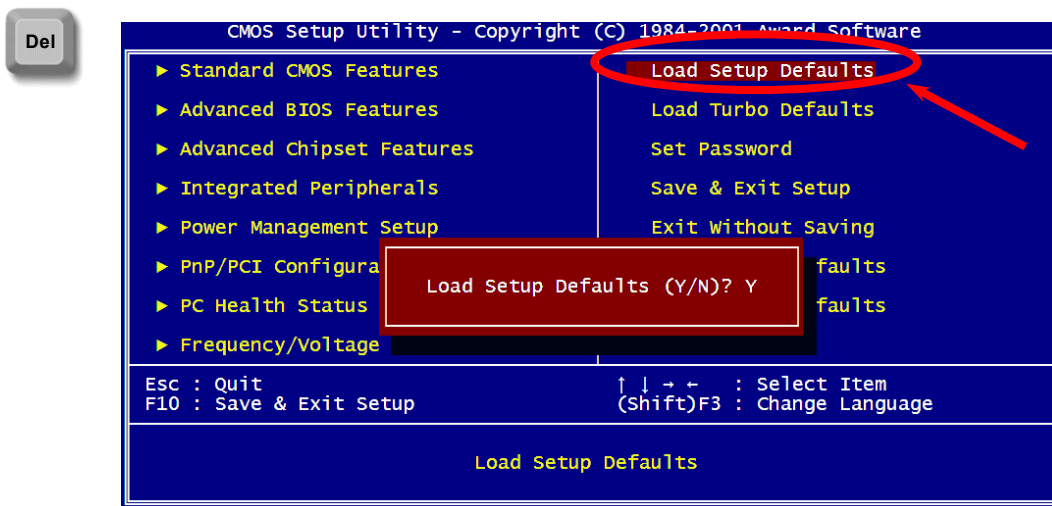 Del
CMOS Setup Utility - Copyright (C) 1984-2001 Award Software
► Standard CMOS Features
► Advanced BIOS Features
► Advanced Chipset Features
► Integrated Peripherals
► Power Management Setup
► PnP/PCI Configura
► PC Health Status
► Frequency/Voltage
Load Setup Defaults
Load Turbo Defaults
Set Password
Save & Exit Setup
Exit Without Saving
faults
faults
Load Setup Defaults (Y/N)? Y
Esc : Quit
F10 : Save & Exit Setup
↑ ↓ → ← : Select Item
(Shift)F3 : Change Language
Load Setup Defaults